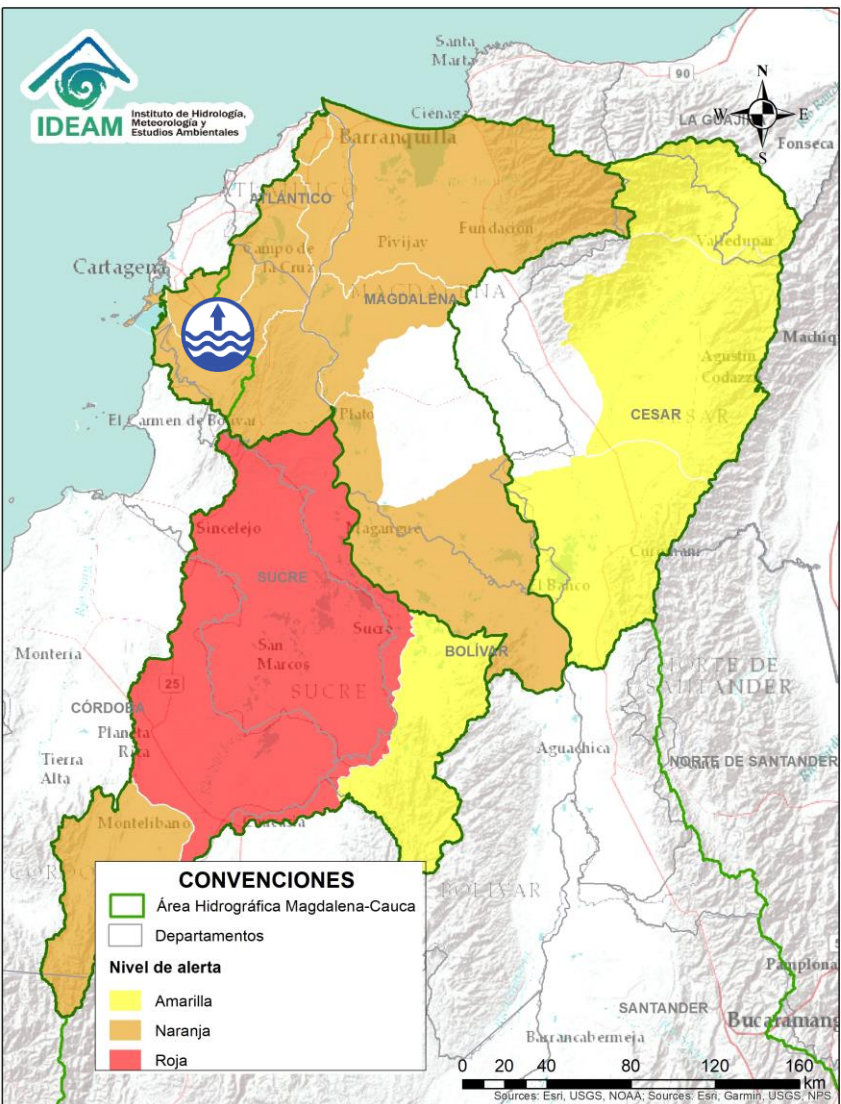 IDEAM
Instituto de Hidrología,
Meteorología y
Estudios Ambientales
Santa
Marta
90
N
W
E
S
Ciénaga
LA GUAJI
Fonseca
Barranquilla
ATLÁNTICO
Valledupar
Cartagena
Campo de
la Cruz
Pivijay
Fundación
MAGDALENA
MAGDALENA
Agustín
Codazzi
El Carmen de Bolívar
Plato
CESAR
Sincelejo
Magangué
SUCRE
El Banco
Sucre
San
Marcos
BOLÍVAR
Montería
25
SUCRE
NORTE DE
SANTANDER
CÓRDOBA
Planeta
Rica
Aguachica
Tierra
Alta
NORTE DE SANTANDER
Montelíbano
BOLÍVAR
CONVENCIONES
Área Hidrográfica Magdalena-Cauca
Departamentos
Nivel de alerta
Amarilla
Naranja
Roja
Pamplona
SANTANDER
Bucaramang
Barrancabermeja
0 20 40 80 120 160
km
Sources: Esri, USGS, NOAA; Sources: Esri, Garmin, USGS, NPS